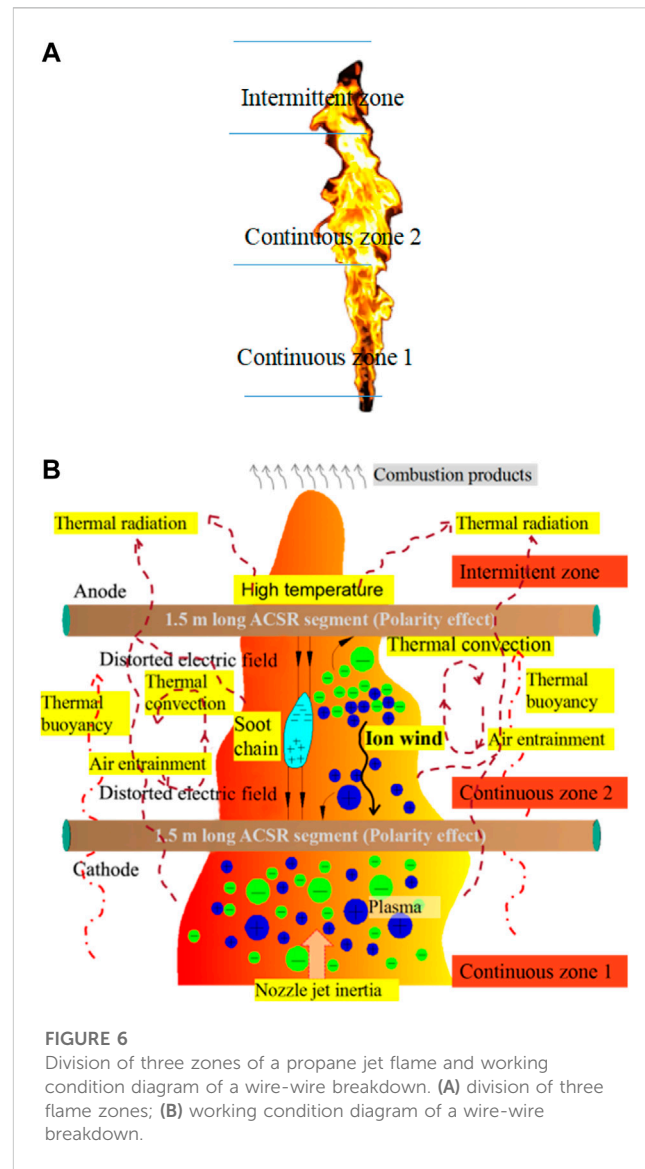 A
Intermittent zone
Continuous zone 2
Continuous zone 1
B
Combustion products
Thermal radiation
Thermal radiation
Intermittent zone
High temperature
Anode
1.5 m long ACSR segment (Polarity effect)
Distorted electric field
Thermal convection
Thermal
convection
Thermal
buoyancy
Thermal
buoyancy
Soot
chain
Ion wind
Air entrainment
Air entrainment
Distorted electric field
Continuous zone 2
1.5 m long ACSR segment (Polarity effect)
Cathode
Plasma
Continuous zone 1
Nozzle jet inertia
FIGURE 6
Division of three zones of a propane jet flame and working
condition diagram of a wire-wire breakdown. (A) division of three
flame zones; (B) working condition diagram of a wire-wire
breakdown.